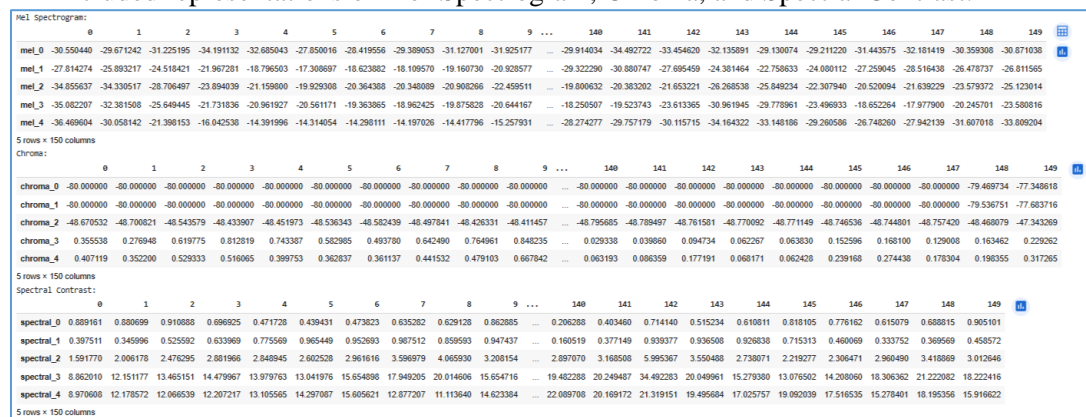 Mel Spectrogram:
0 1 2 3 4 5 6 7 8 9 ... 140 141 142 143 144 145 146 147 148 149
mel_0 -30.550440 -29.671242 -31.225195 -34.191132 -32.685043 -27.850016 -28.419556 -29.389053 -31.127001 -31.925177 ... -29.914034 -34.492722 -33.454620 -32.135891 -29.130074 -29.211220 -31.443575 -32.181419 -30.359308 -30.871038
mel_1 -27.814274 -25.893217 -24.518421 -21.967281 -18.796503 -17.308697 -18.623882 -18.109570 -19.160730 -20.928577 ... -29.322290 -30.880747 -27.695459 -24.381464 -22.758633 -24.080112 -27.259045 -28.516438 -26.478737 -26.811565
mel_2 -34.855637 -34.330517 -28.706497 -23.894039 -21.159800 -19.929308 -20.364388 -20.348089 -20.908266 -22.459511 ... -19.800632 -20.383202 -21.653221 -26.268538 -25.849234 -22.307940 -20.520094 -21.639229 -23.579372 -25.123014
mel_3 -35.082207 -32.381508 -25.649445 -21.731836 -20.961927 -20.561171 -19.363865 -18.962425 -19.875828 -20.644167 ... -18.250507 -19.523743 -23.613365 -30.961945 -29.778961 -23.496933 -18.652264 -17.977900 -20.245701 -23.580816
mel_4 -36.469604 -30.058142 -21.398153 -16.042538 -14.391996 -14.314054 -14.298111 -14.197026 -14.417796 -15.257931 ... -28.274277 -29.757179 -30.115715 -34.164322 -33.148186 -29.260586 -26.748260 -27.942139 -31.607018 -33.809204
5 rows × 150 columns
Chroma:
0 1 2 3 4 5 6 7 8 9 ... 140 141 142 143 144 145 146 147 148 149
chroma_0 -80.000000 -80.000000 -80.000000 -80.000000 -80.000000 -80.000000 -80.000000 -80.000000 -80.000000 -80.000000 ... -80.000000 -80.000000 -80.000000 -80.000000 -80.000000 -80.000000 -80.000000 -80.000000 -79.469734 -77.348618
chroma_1 -80.000000 -80.000000 -80.000000 -80.000000 -80.000000 -80.000000 -80.000000 -80.000000 -80.000000 -80.000000 ... -80.000000 -80.000000 -80.000000 -80.000000 -80.000000 -80.000000 -80.000000 -80.000000 -79.536751 -77.683716
chroma_2 -48.670532 -48.700821 -48.543579 -48.433907 -48.451973 -48.536343 -48.582439 -48.497841 -48.426331 -48.411457 ... -48.795685 -48.789497 -48.761581 -48.770092 -48.771149 -48.746536 -48.744801 -48.757420 -48.468079 -47.343269
chroma_3 0.355538 0.276948 0.619775 0.812819 0.743387 0.582985 0.493780 0.642490 0.764961 0.848235 ... 0.029338 0.039860 0.094734 0.062267 0.063830 0.152596 0.168100 0.129008 0.163462 0.229262
chroma_4 0.407119 0.352200 0.529333 0.516065 0.399753 0.362837 0.361137 0.441532 0.479103 0.667842 ... 0.063193 0.086359 0.177191 0.068171 0.062428 0.239168 0.274438 0.178304 0.198355 0.317265
5 rows × 150 columns
Spectral Contrast:
0 1 2 3 4 5 6 7 8 9 ... 140 141 142 143 144 145 146 147 148 149
spectral_0 0.889161 0.880699 0.910888 0.696925 0.471728 0.439431 0.473823 0.635282 0.629128 0.862885 ... 0.206288 0.403460 0.714140 0.515234 0.610811 0.818105 0.776162 0.615079 0.688815 0.905101
spectral_1 0.397511 0.345996 0.525592 0.633969 0.775569 0.965449 0.952693 0.987512 0.859593 0.947437 ... 0.160519 0.377149 0.939377 0.936508 0.926838 0.715313 0.460069 0.333752 0.369569 0.458572
spectral_2 1.591770 2.006178 2.476295 2.881966 2.848945 2.602528 2.961616 3.596979 4.065930 3.208154 ... 2.897070 3.168508 5.995367 3.550488 2.738071 2.219277 2.306471 2.960490 3.418869 3.012646
spectral_3 8.862010 12.151177 13.465151 14.479967 13.979763 13.041976 15.654898 17.949205 20.014606 15.654716 ... 19.482288 20.249487 34.492283 20.049961 15.279380 13.076502 14.208060 18.306362 21.222082 18.222416
spectral_4 8.970608 12.178572 12.066539 12.207217 13.105565 14.297087 15.605621 12.877207 11.113640 14.623384 ... 22.089708 20.169172 21.319151 19.495684 17.025757 19.092039 17.516535 15.278401 18.195356 15.916622
5 rows × 150 columns